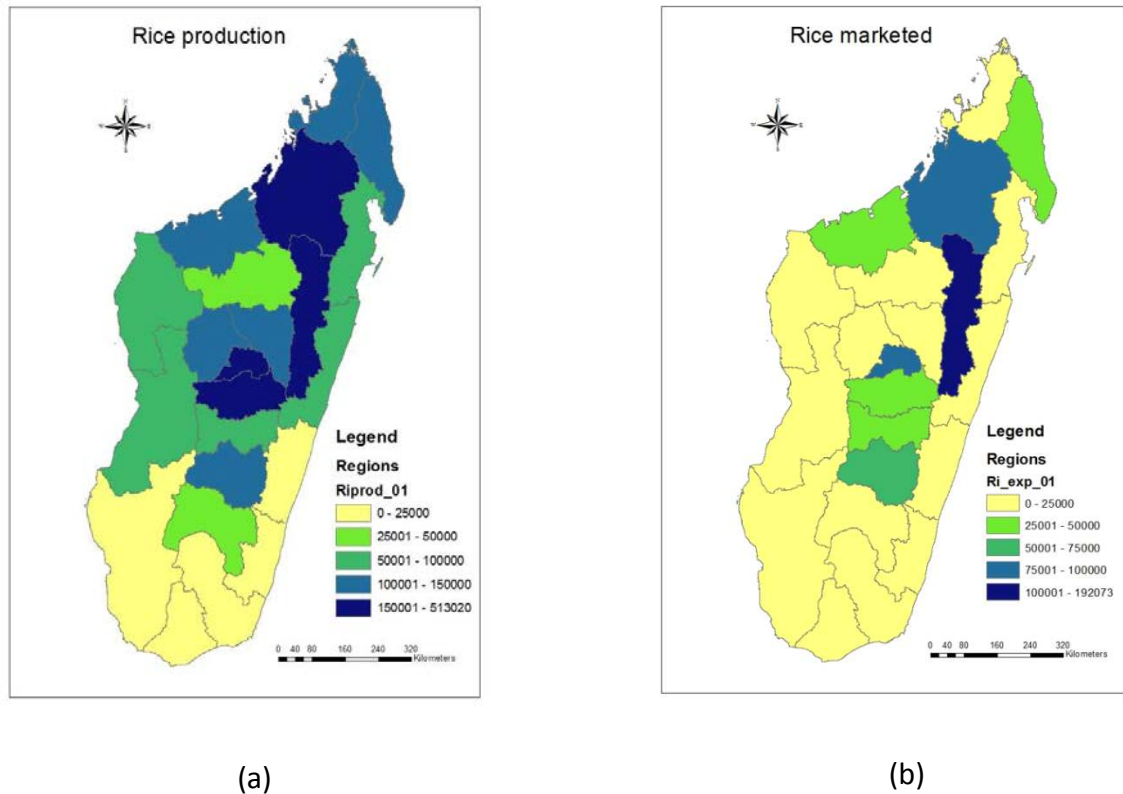 Rice production
N
W
E
S
Legend
Regions
Riprod_01
0 - 25000
25001 - 50000
50001 - 100000
100001 - 150000
150001 - 513020
0 40 80 160 240 320
Kilometers
(a)
Rice marketed
N
W
E
S
Legend
Regions
Ri_exp_01
0 - 25000
25001 - 50000
50001 - 75000
75001 - 100000
100001 - 192073
0 40 80 160 240 320
Kilometers
(b)